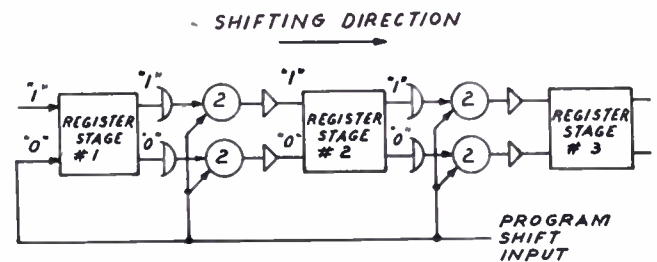 SHIFTING DIRECTION
"1"
"1"
"1"
"1"
2
2
REGISTER
STAGE
#1
REGISTER
STAGE
#2
REGISTER
STAGE
#3
"0"
"0"
"0"
"0"
2
2
PROGRAM
SHIFT
INPUT